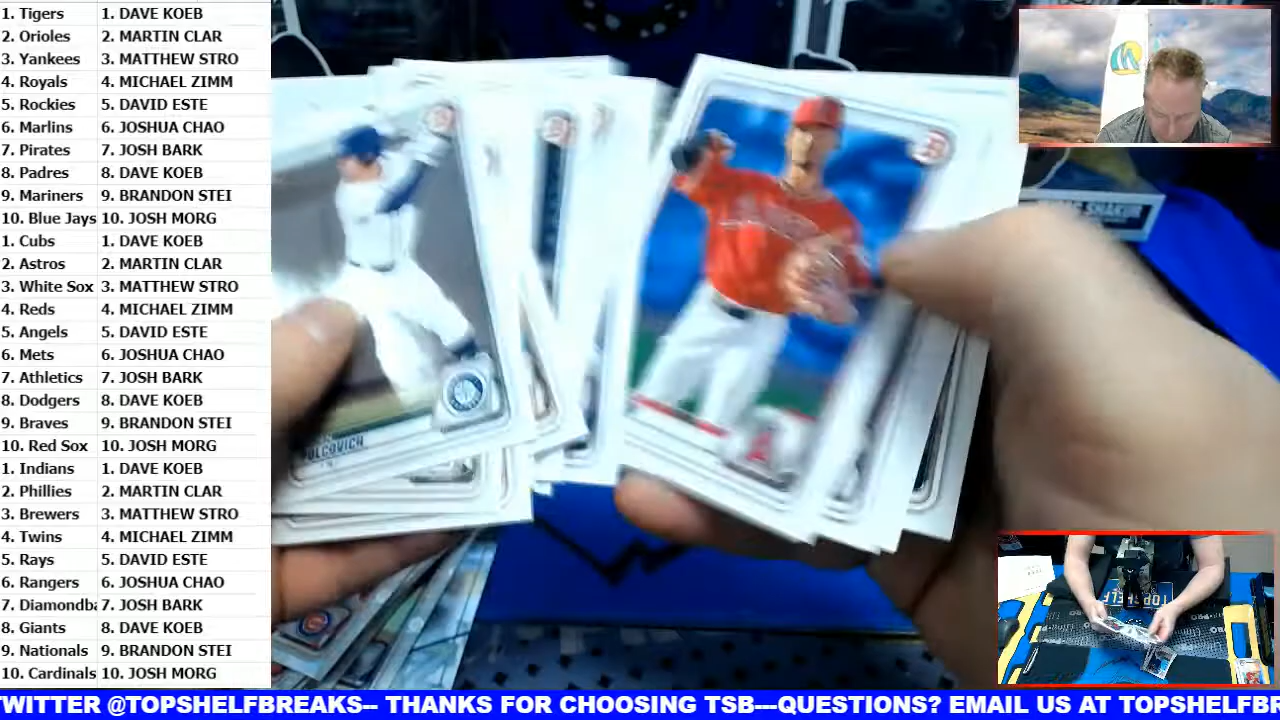 1. Tigers 1. DAVE KOEB
2. Orioles 2. MARTIN CLAR
3. Yankees 3. MATTHEW STRO
4. Royals 4. MICHAEL ZIMM
5. Rockies 5. DAVID ESTE
6. Marlins 6. JOSHUA CHAO
7. Pirates 7. JOSH BARK
8. Padres 8. DAVE KOEB
9. Mariners 9. BRANDON STEI
10. Blue Jays 10. JOSH MORG
1. Cubs 1. DAVE KOEB
2. Astros 2. MARTIN CLAR
3. White Sox 3. MATTHEW STRO
4. Reds 4. MICHAEL ZIMM
5. Angels 5. DAVID ESTE
6. Mets 6. JOSHUA CHAO
7. Athletics 7. JOSH BARK
8. Dodgers 8. DAVE KOEB
9. Braves 9. BRANDON STEI
10. Red Sox 10. JOSH MORG
1. Indians 1. DAVE KOEB
2. Phillies 2. MARTIN CLAR
3. Brewers 3. MATTHEW STRO
4. Twins 4. MICHAEL ZIMM
5. Rays 5. DAVID ESTE
6. Rangers 6. JOSHUA CHAO
7. Diamondba 7. JOSH BARK
8. Giants 8. DAVE KOEB
9. Nationals 9. BRANDON STEI
10. Cardinals 10. JOSH MORG
TOPSHELF
TWITTER @TOPSHELFBREAKS-- THANKS FOR CHOOSING TSB---QUESTIONS? EMAIL US AT TOPSHELFBR